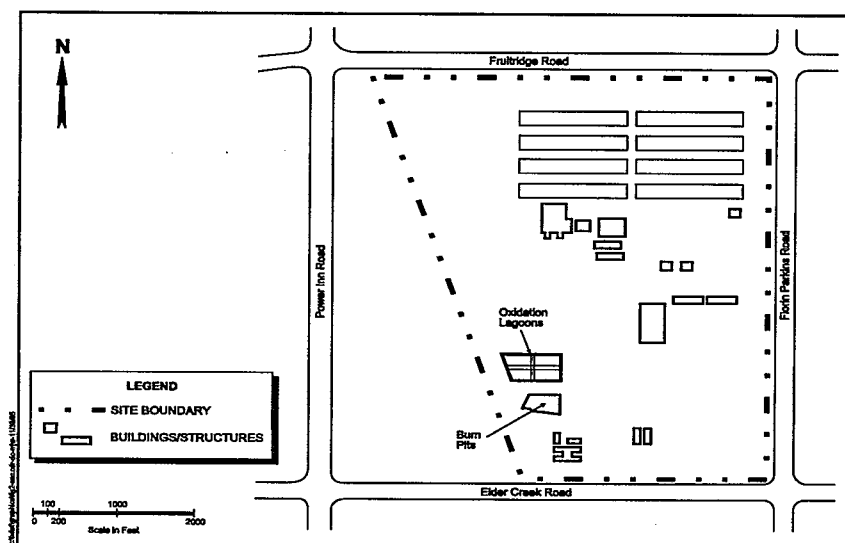 N
Fruitridge Road
Power Inn Road
Florin Parkins Road
Oxidation
Lagoons
Burn
Pits
Elder Creek Road
LEGEND
SITE BOUNDARY
BUILDINGS/STRUCTURES
100 1000
0 200 2000
Scale in Feet